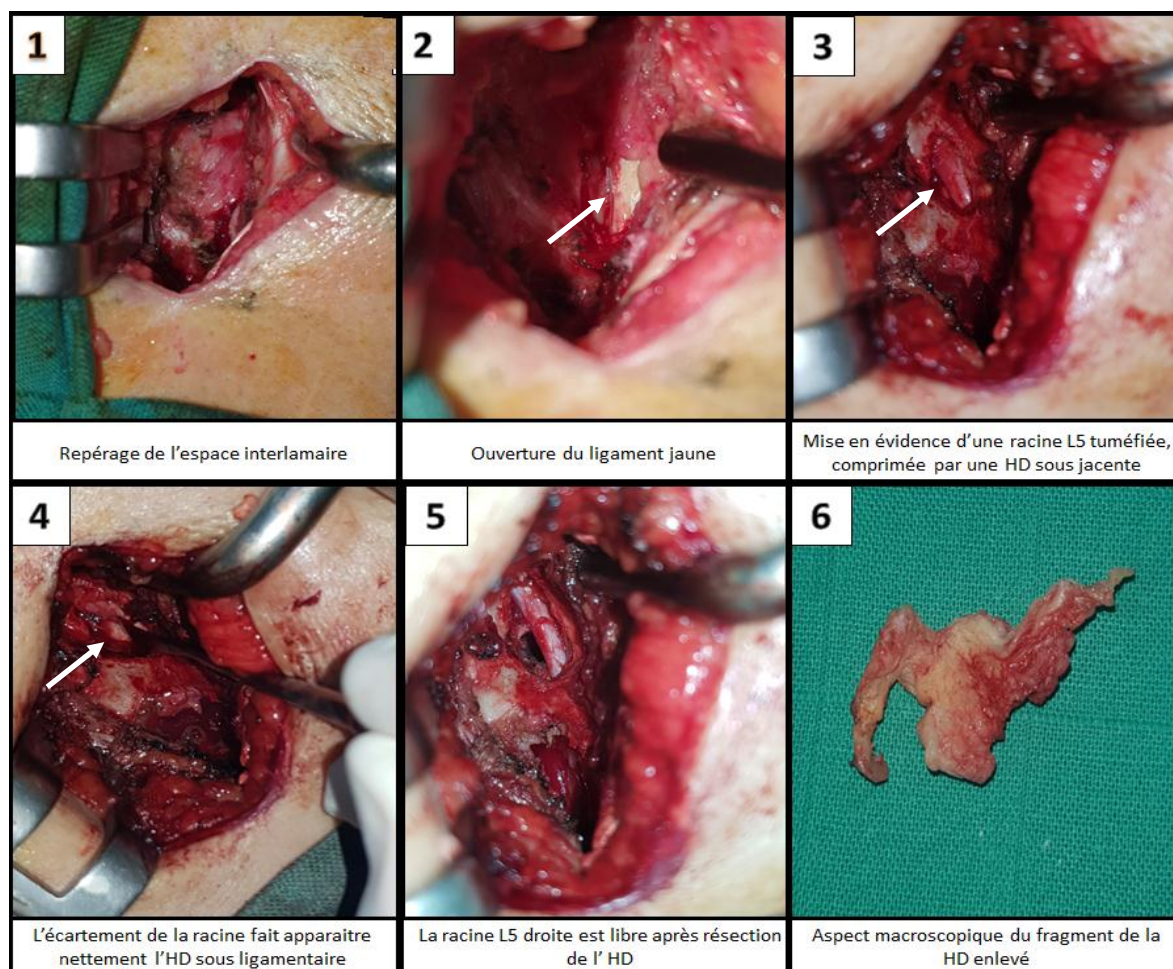 1
2
3
Repérage de l'espace interlamaire
Ouverture du ligament jaune
Mise en évidence d'une racine L5 tuméfiée,
comprimée par une HD sous jacente
4
5
6
L'écartement de la racine fait apparaitre
nettement l'HD sous ligamentaire
La racine L5 droite est libre après résection
de l' HD
Aspect macroscopique du fragment de la
HD enlevé